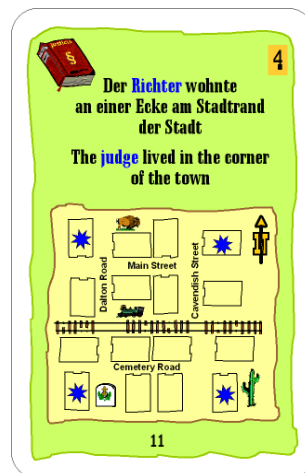 justicia
§
4
Der Richter wohnte
an einer Ecke am Stadtrand
der Stadt
The judge lived in the corner
of the town
N
Main Street
Dalton Road
Cavendish Street
Cemetery Road
11